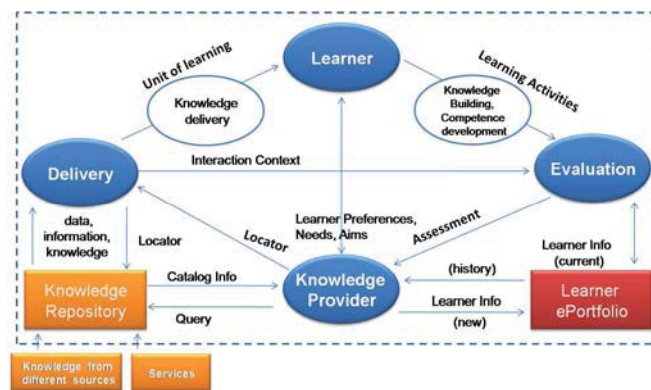 Unit of learning
Learner
Learning Activities
Knowledge
delivery
Knowledge
Building,
Competence
development
Interaction Context
Delivery
Evaluation
data,
information,
knowledge
Locator
Locator
Learner Preferences,
Needs, Aims
Assessment
Learner Info
(current)
Knowledge
Repository
Catalog Info
Query
Knowledge
Provider
(history)
Learner Info
(new)
Learner
ePortfolio
Knowledge from
different sources
Services